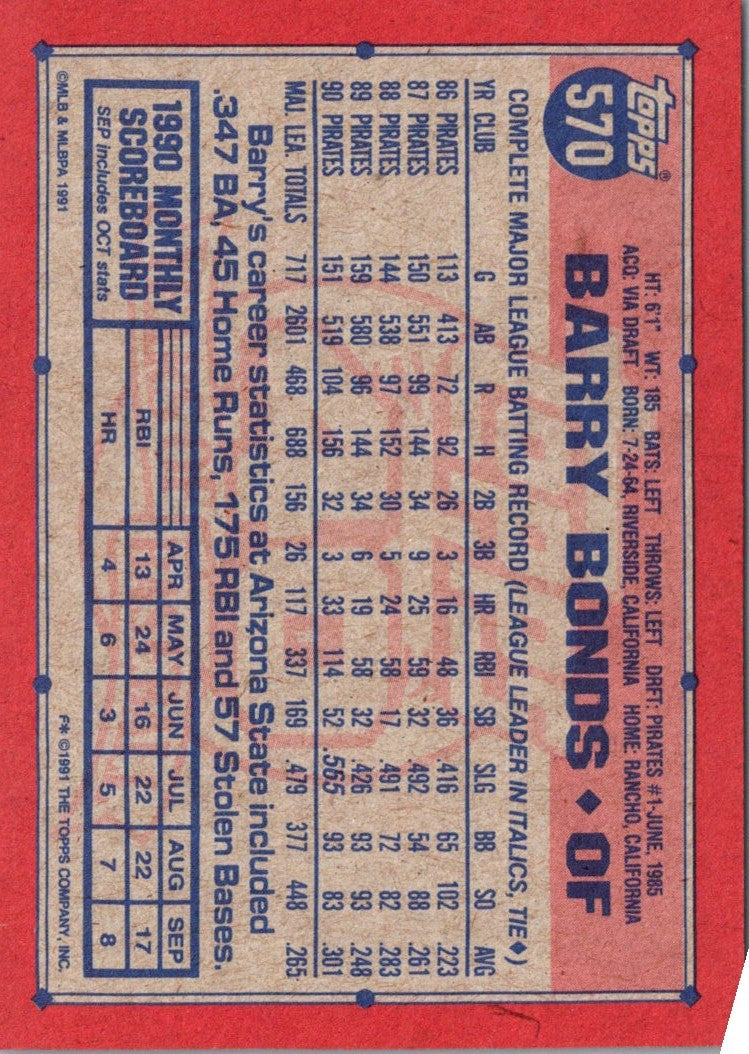 topps®
570
HT: 6'1" WT: 185 BATS: LEFT THROWS: LEFT DRFT: PIRATES #1-JUNE, 1985
ACQ: VIA DRAFT BORN: 7-24-64, RIVERSIDE, CALIFORNIA HOME: RANCHO, CALIFORNIA
BARRY BONDS ♦ OF
COMPLETE MAJOR LEAGUE BATTING RECORD (LEAGUE LEADER IN ITALICS, TIE♦)
YR CLUB G AB R H 2B 3B HR RBI SB SLG BB SO AVG
86 PIRATES 113 413 72 92 26 3 16 48 36 .416 65 102 .223
87 PIRATES 150 551 99 144 34 9 25 59 32 .492 54 88 .261
88 PIRATES 144 538 97 152 30 5 24 58 17 .491 72 82 .283
89 PIRATES 159 580 96 144 34 6 19 58 32 .426 93 93 .248
90 PIRATES 151 519 104 156 32 3 33 114 52 .565 93 83 .301
MAJ. LEA. TOTALS 717 2601 468 688 156 26 117 337 169 .479 377 448 .265
Barry's career statistics at Arizona State included
.347 BA, 45 Home Runs, 175 RBI and 57 Stolen Bases.
1990 MONTHLY
SCOREBOARD
SEP includes OCT stats
APR MAY JUN JUL AUG SEP
RBI 13 24 16 22 22 17
HR 4 6 3 5 7 8
©MLB & MLBPA 1991
F* ©1991 THE TOPPS COMPANY, INC.